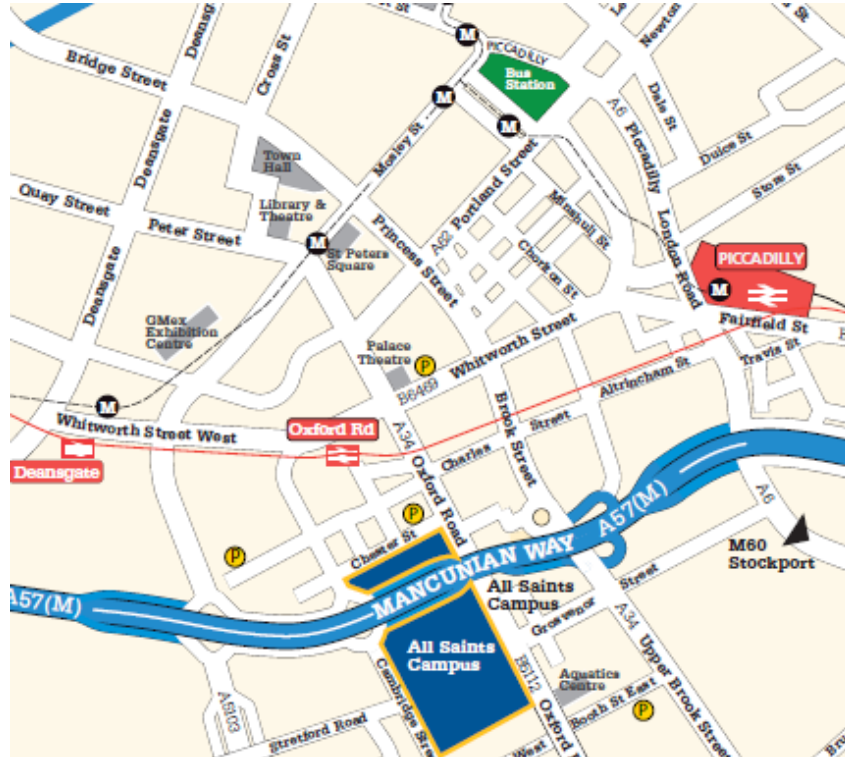 Deansgate
Cross St
Bridge Street
PICCADILLY
Bus
Station
M
M
M
Newton
Dale St
A6
Piccadilly
Dulce St
Store St
Deansgate
Mosley St
Town
Hall
Library &
Theatre
Quay Street
Peter Street
M
St Peters
Square
Princess Street
A62
Portland Street
Minshull St
Chorlton St
London Road
PICCADILLY
M
Fairfield St
Travis St
Deansgate
GMex
Exhibition
Centre
Palace
Theatre
P
B6469
Whitworth Street
Altrincham St
M
Whitworth Street West
Oxford Rd
Deansgate
A34
Oxford Road
Charles Street
Brook Street
P
P
Chester St
A57(M)
MANCUNIAN WAY
A57(M)
A6
M60
Stockport
All Saints
Campus
Grosvenor Street
A34
Upper Brook Street
All Saints
Campus
Cambridge Stree
B6112
Oxford R
Aquatics
Centre
Booth St East
P
West
A5103
Stretford Road